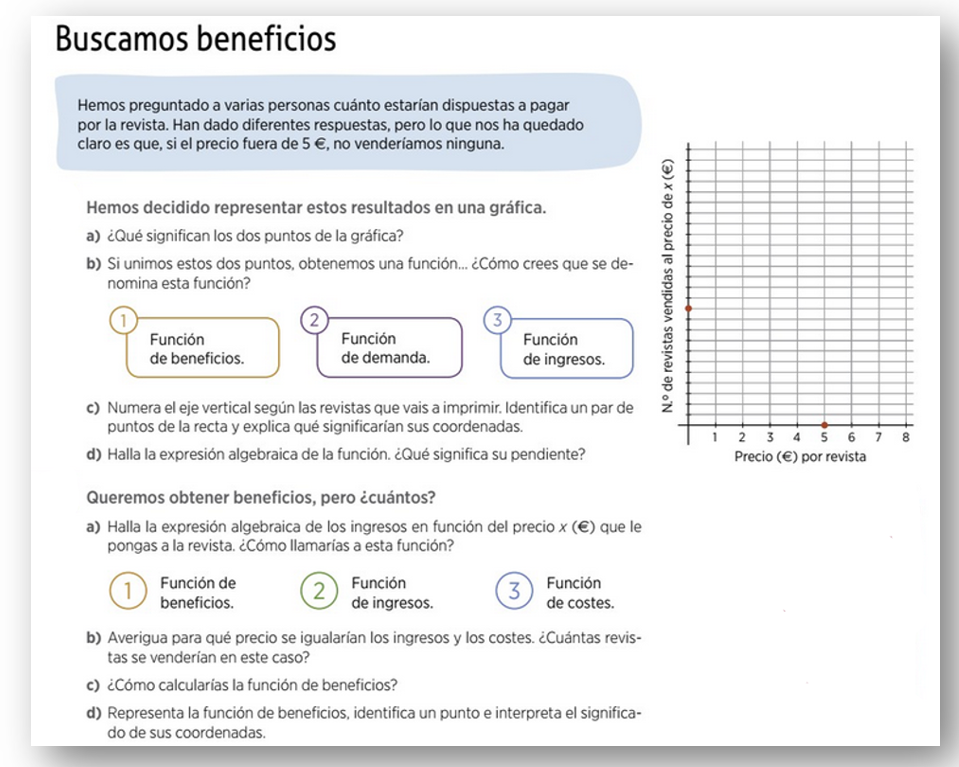 Buscamos beneficios
Hemos preguntado a varias personas cuánto estarían dispuestas a pagar
por la revista. Han dado diferentes respuestas, pero lo que nos ha quedado
claro es que, si el precio fuera de 5 €, no venderíamos ninguna.
Hemos decidido representar estos resultados en una gráfica.
a) ¿Qué significan los dos puntos de la gráfica?
b) Si unimos estos dos puntos, obtenemos una función... ¿Cómo crees que se de-
nomina esta función?
1
Función
de beneficios.
2
Función
de demanda.
3
Función
de ingresos.
c) Numera el eje vertical según las revistas que vais a imprimir. Identifica un par de
puntos de la recta y explica qué significarían sus coordenadas.
d) Halla la expresión algebraica de la función. ¿Qué significa su pendiente?
N.º de revistas vendidas al precio de x (€)
1 2 3 4 5 6 7 8
Precio (€) por revista
Queremos obtener beneficios, pero ¿cuántos?
a) Halla la expresión algebraica de los ingresos en función del precio x (€) que le
pongas a la revista. ¿Cómo llamarías a esta función?
1
Función de
beneficios.
2
Función
de ingresos.
3
Función
de costes.
b) Averigua para qué precio se igualarían los ingresos y los costes. ¿Cuántas revis-
tas se venderían en este caso?
c) ¿Cómo calcularías la función de beneficios?
d) Representa la función de beneficios, identifica un punto e interpreta el significa-
do de sus coordenadas.